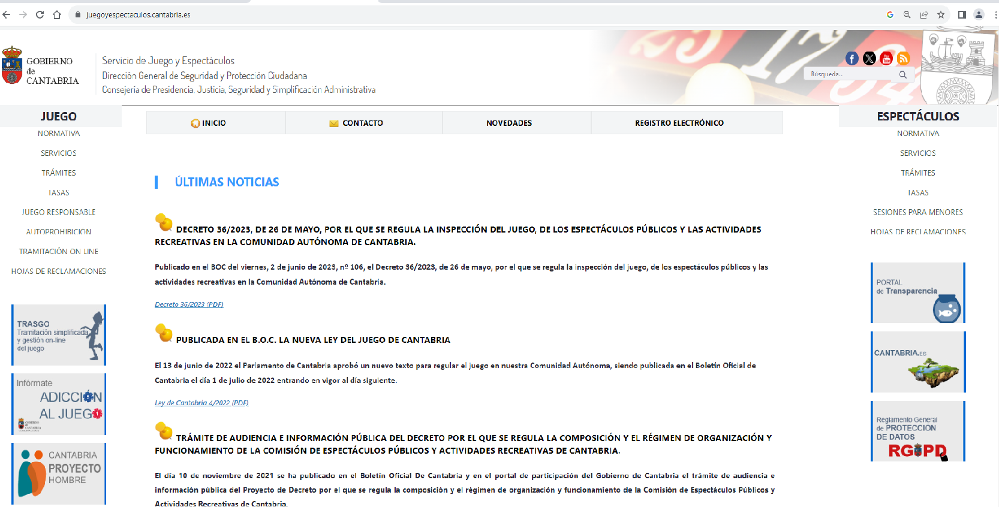 juegoyespectaculos.cantabria.es
GOBIERNO
de
CANTABRIA
Servicio de Juego y Espectáculos
Dirección General de Seguridad y Protección Ciudadana
Consejería de Presidencia, Justicia, Seguridad y Simplificación Administrativa
Búsqueda...
JUEGO
NORMATIVA
SERVICIOS
TRÁMITES
TASAS
JUEGO RESPONSABLE
AUTOPROHIBICIÓN
TRAMITACIÓN ON LINE
HOJAS DE RECLAMACIONES
TRASGO
Tramitación simplificada
y gestión on-line
del juego
Infórmate
ADICCIÓN
AL JUEGO
GOBIERNO
de
CANTABRIA
CANTABRIA
PROYECTO
HOMBRE
INICIO
CONTACTO
NOVEDADES
REGISTRO ELECTRÓNICO
ÚLTIMAS NOTICIAS
DECRETO 36/2023, DE 26 DE MAYO, POR EL QUE SE REGULA LA INSPECCIÓN DEL JUEGO, DE LOS ESPECTÁCULOS PÚBLICOS Y LAS ACTIVIDADES
RECREATIVAS EN LA COMUNIDAD AUTÓNOMA DE CANTABRIA.
Publicado en el BOC del viernes, 2 de junio de 2023, nº 106, el Decreto 36/2023, de 26 de mayo, por el que se regula la inspección del juego, de los espectáculos públicos y las
actividades recreativas en la Comunidad Autónoma de Cantabria.
Decreto 36/2023 (PDF)
PUBLICADA EN EL B.O.C. LA NUEVA LEY DEL JUEGO DE CANTABRIA
El 13 de junio de 2022 el Parlamento de Cantabria aprobó un nuevo texto para regular el juego en nuestra Comunidad Autónoma, siendo publicada en el Boletín Oficial de
Cantabria el día 1 de julio de 2022 entrando en vigor al día siguiente.
Ley de Cantabria 4/2022 (PDF)
TRÁMITE DE AUDIENCIA E INFORMACIÓN PÚBLICA DEL DECRETO POR EL QUE SE REGULA LA COMPOSICIÓN Y EL RÉGIMEN DE ORGANIZACIÓN Y
FUNCIONAMIENTO DE LA COMISIÓN DE ESPECTÁCULOS PÚBLICOS Y ACTIVIDADES RECREATIVAS DE CANTABRIA.
El día 10 de noviembre de 2021 se ha publicado en el Boletín Oficial De Cantabria y en el portal de participación del Gobierno de Cantabria el trámite de audiencia e
información pública del Proyecto de Decreto por el que se regula la composición y el régimen de organización y funcionamiento de la Comisión de Espectáculos Públicos y
Actividades Recreativas de Cantabria.
ESPECTÁCULOS
NORMATIVA
SERVICIOS
TRÁMITES
TASAS
SESIONES PARA MENORES
HOJAS DE RECLAMACIONES
PORTAL
de Transparencia
CANTABRIA.ES
Reglamento General
de PROTECCIÓN
DE DATOS
RGPD